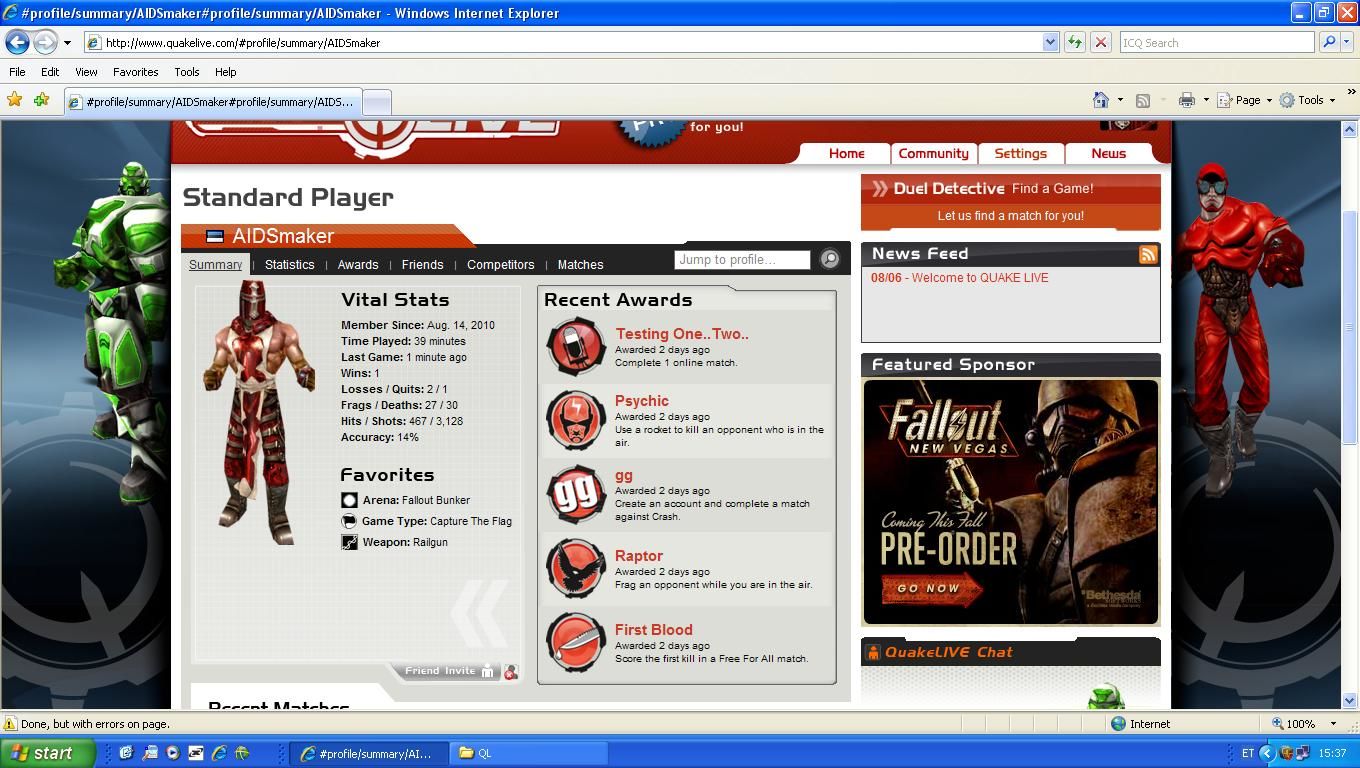 #profile/summary/AIDSmaker#profile/summary/AIDSmaker - Windows Internet Explorer
http://www.quakelive.com/#profile/summary/AIDSmaker
ICQ Search
File Edit View Favorites Tools Help
#profile/summary/AIDSmaker#profile/summary/AIDS...
Page Tools
LIVE
for you!
Home Community Settings News
Standard Player
AIDSmaker
Summary | Statistics | Awards | Friends | Competitors | Matches
Jump to profile...
Vital Stats
Member Since: Aug. 14, 2010
Time Played: 39 minutes
Last Game: 1 minute ago
Wins: 1
Losses / Quits: 2 / 1
Frags / Deaths: 27 / 30
Hits / Shots: 467 / 3,128
Accuracy: 14%
Favorites
Arena: Fallout Bunker
Game Type: Capture The Flag
Weapon: Railgun
Friend Invite
Recent Matches
Recent Awards
Testing One..Two..
Awarded 2 days ago
Complete 1 online match.
Psychic
Awarded 2 days ago
Use a rocket to kill an opponent who is in the
air.
gg
gg
Awarded 2 days ago
Create an account and complete a match
against Crash.
Raptor
Awarded 2 days ago
Frag an opponent while you are in the air.
First Blood
Awarded 2 days ago
Score the first kill in a Free For All match.
Duel Detective Find a Game!
Let us find a match for you!
News Feed
08/06 - Welcome to QUAKE LIVE
Featured Sponsor
Fallout
NEW VEGAS
Coming This Fall
PRE-ORDER
GO NOW
Bethesda
QuakeLIVE Chat
Done, but with errors on page.
Internet
100%
start
#profile/summary/AI...
QL
ET
15:37